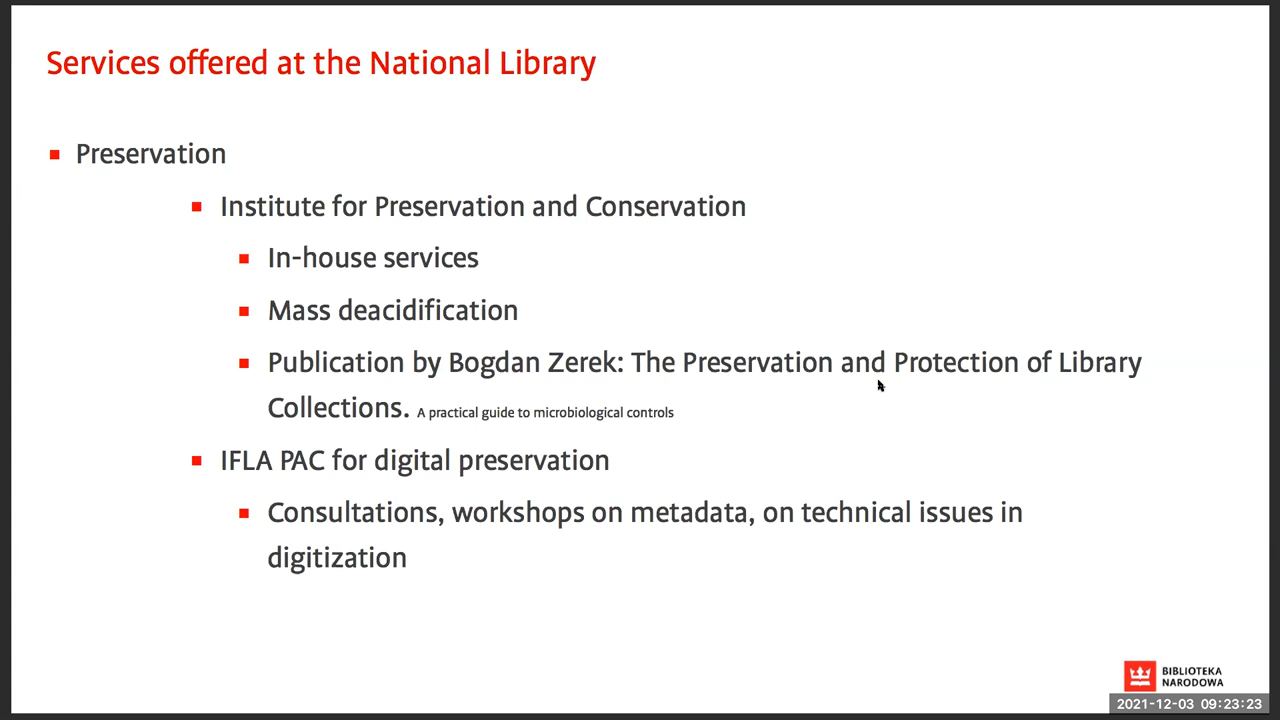 Services offered at the National Library
Preservation
Institute for Preservation and Conservation
In-house services
Mass deacidification
Publication by Bogdan Zerek: The Preservation and Protection of Library
Collections. A practical guide to microbiological controls
IFLA PAC for digital preservation
Consultations, workshops on metadata, on technical issues in
digitization
BIBLIOTEKA
NARODOWA
2021-12-03 09:23:23